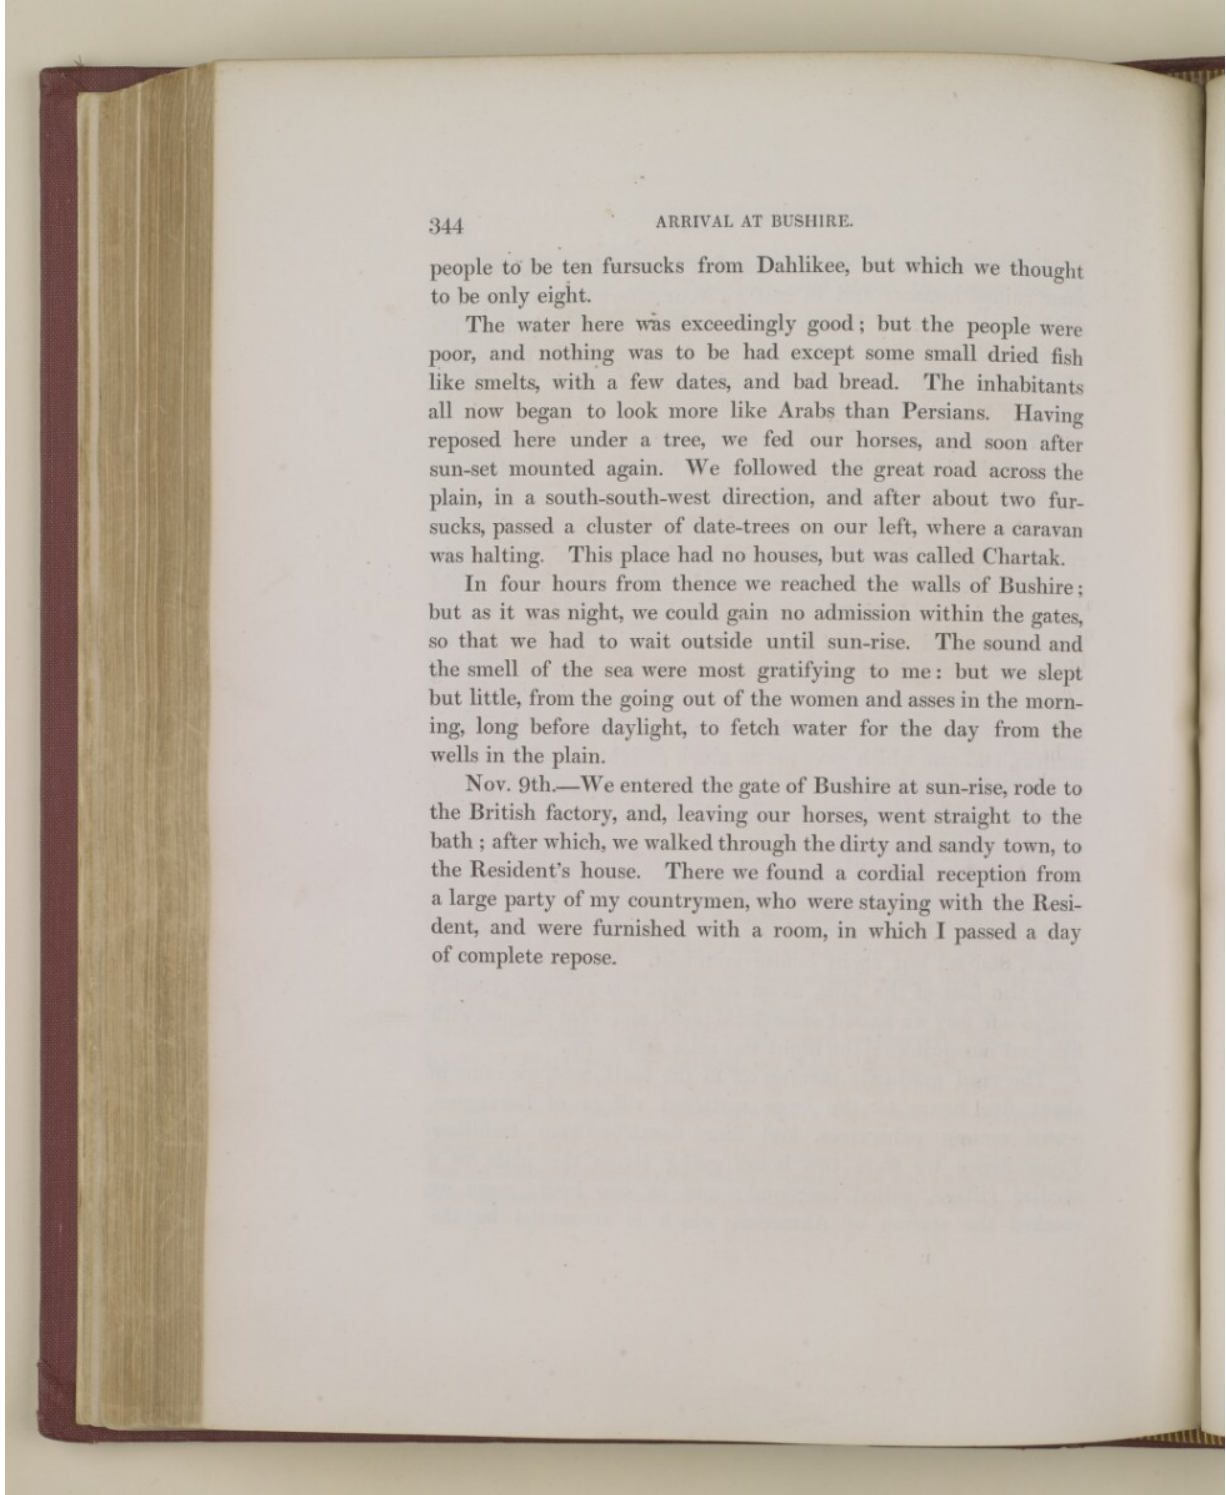 344
ARRIVAL AT BUSHIRE.
people to be ten fursucks from Dahlikee, but which we thought
to be only eight.
The water here was exceedingly good; but the people were
poor, and nothing was to be had except some small dried fish
like smelts, with a few dates, and bad bread. The inhabitants
all now began to look more like Arabs than Persians. Having
reposed here under a tree, we fed our horses, and soon after
sun-set mounted again. We followed the great road across the
plain, in a south-south-west direction, and after about two fur-
sucks, passed a cluster of date-trees on our left, where a caravan
was halting. This place had no houses, but was called Chartak.
In four hours from thence we reached the walls of Bushire;
but as it was night, we could gain no admission within the gates,
so that we had to wait outside until sun-rise. The sound and
the smell of the sea were most gratifying to me: but we slept
but little, from the going out of the women and asses in the morn-
ing, long before daylight, to fetch water for the day from the
wells in the plain.
Nov. 9th.—We entered the gate of Bushire at sun-rise, rode to
the British factory, and, leaving our horses, went straight to the
bath; after which, we walked through the dirty and sandy town, to
the Resident's house. There we found a cordial reception from
a large party of my countrymen, who were staying with the Resi-
dent, and were furnished with a room, in which I passed a day
of complete repose.